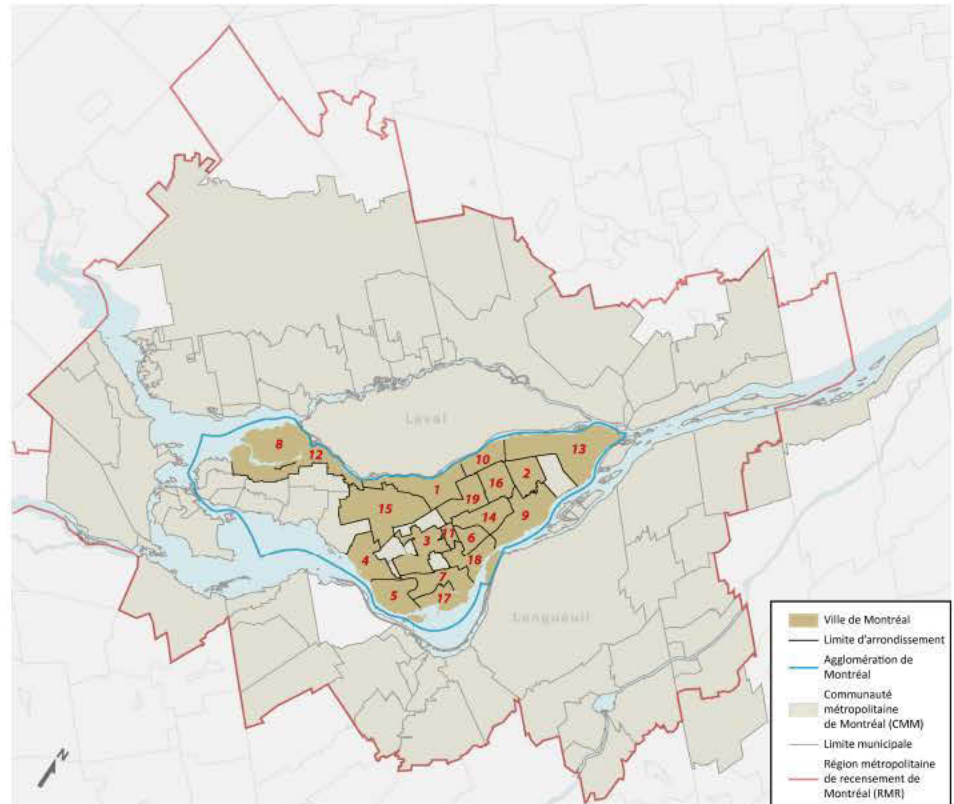 Laval
8
12
13
10
16
2
1
19
15
14
9
11
6
3
4
18
7
5
17
Longueuil
N
Ville de Montréal
Limite d'arrondissement
Agglomération de
Montréal
Communauté
métropolitaine
de Montréal (CMM)
Limite municipale
Région métropolitaine
de recensement de
Montréal (RMR)